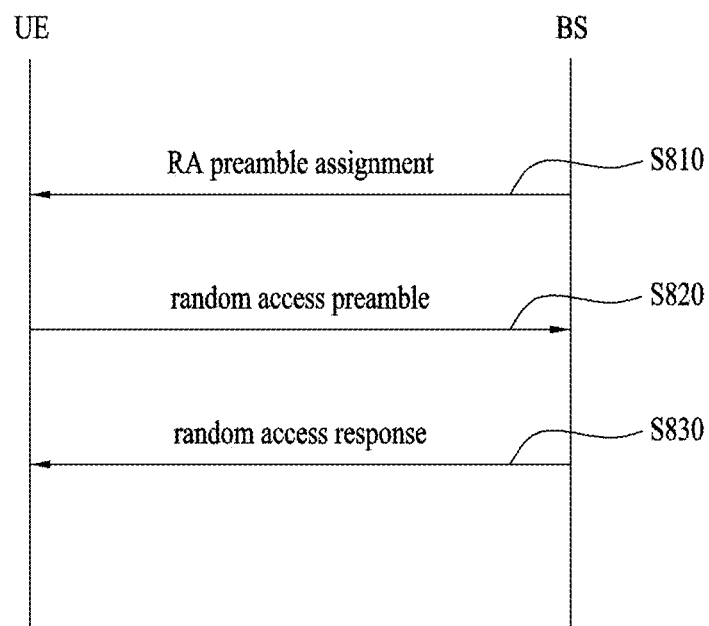 UE
BS
RA preamble assignment
S810
random access preamble
S820
random access response
S830